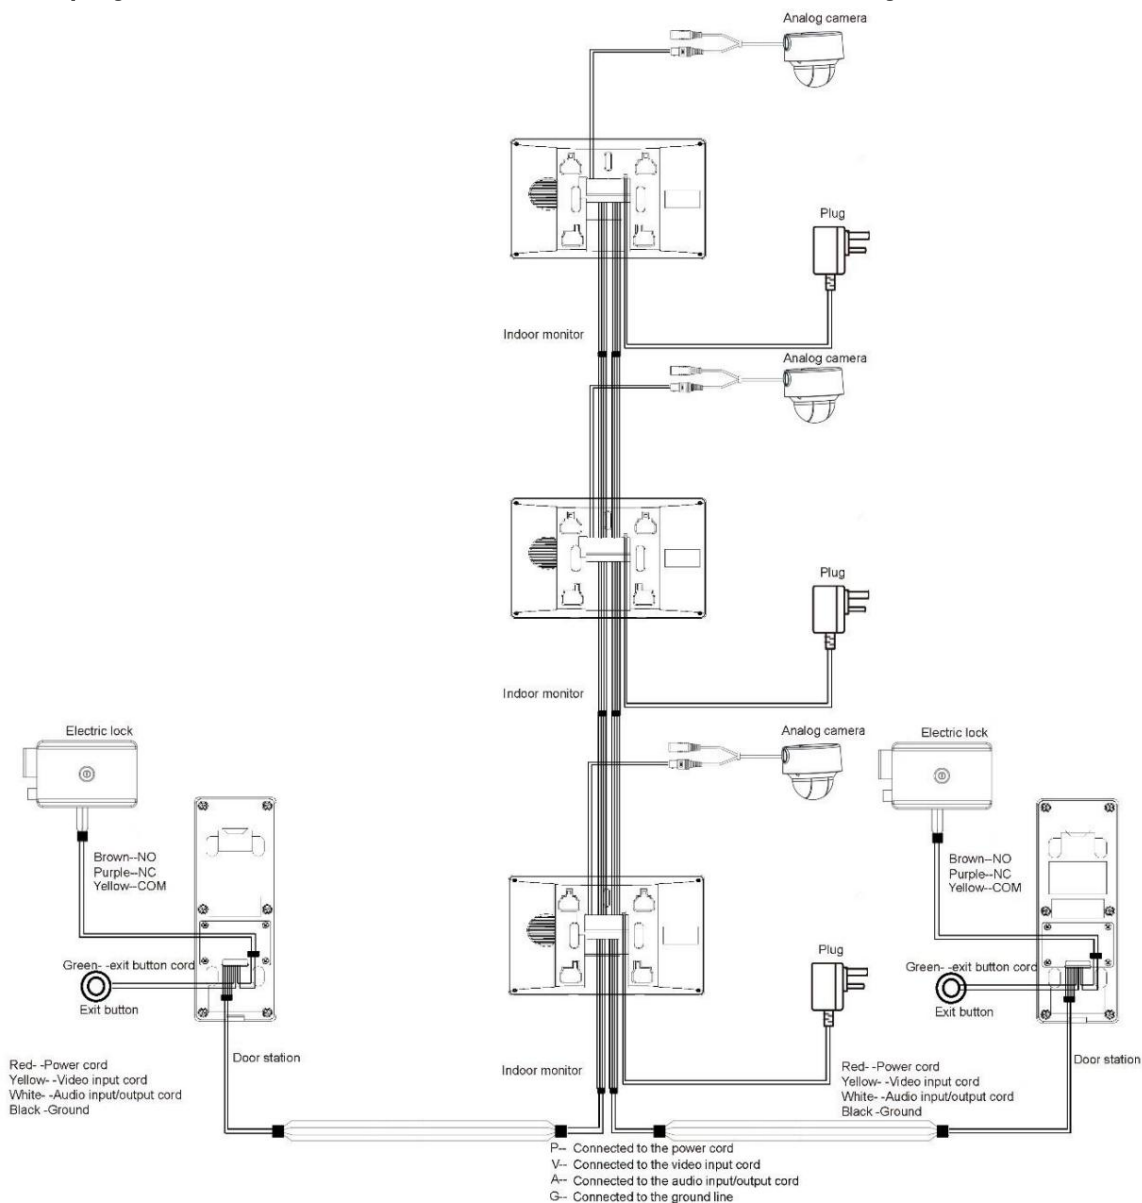 Analog camera
Plug
Indoor monitor
Analog camera
Plug
Indoor monitor
Electric lock
Analog camera
Electric lock
Brown--NO
Purple--NC
Yellow--COM
Brown--NO
Purple--NC
Yellow--COM
Plug
Green- -exit button cord
Exit button
Green- -exit button cord
Exit button
Door station
Indoor monitor
Door station
Red- -Power cord
Yellow- -Video input cord
White- -Audio input/output cord
Black -Ground
Red- -Power cord
Yellow- -Video input cord
White- -Audio input/output cord
Black -Ground
P-- Connected to the power cord
V-- Connected to the video input cord
A-- Connected to the audio input/output cord
G-- Connected to the ground line